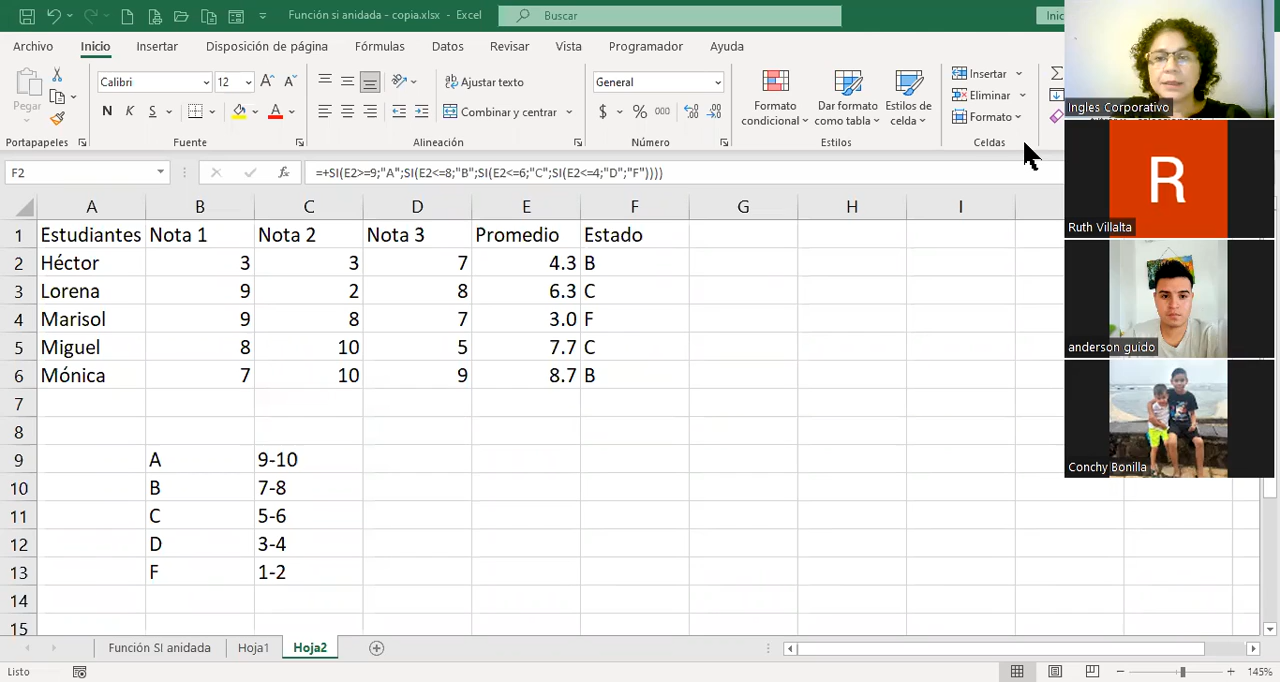 Función si anidada - copia.xlsx - Excel
Buscar
Inic
Archivo Inicio Insertar Disposición de página Fórmulas Datos Revisar Vista Programador Ayuda
Pegar
Calibri 12
N K S
Ajustar texto
Combinar y centrar
General
$ %
Formato condicional
Dar formato como tabla
Estilos de celda
Insertar
Eliminar
Formato
Portapapeles Fuente Alineación Número Estilos Celdas
F2
fx =+SI(E2>=9;"A";SI(E2<=8;"B";SI(E2<=6;"C";SI(E2<=4;"D";"F"))))
A B C D E F G H I
1 Estudiantes Nota 1 Nota 2 Nota 3 Promedio Estado
2 Héctor 3 3 7 4.3 B
3 Lorena 9 2 8 6.3 C
4 Marisol 9 8 7 3.0 F
5 Miguel 8 10 5 7.7 C
6 Mónica 7 10 9 8.7 B
7
8
9 A 9-10
10 B 7-8
11 C 5-6
12 D 3-4
13 F 1-2
14
15
Función SI anidada Hoja1 Hoja2
Listo
145%
Ingles Corporativo
R
Ruth Villalta
anderson guido
Conchy Bonilla